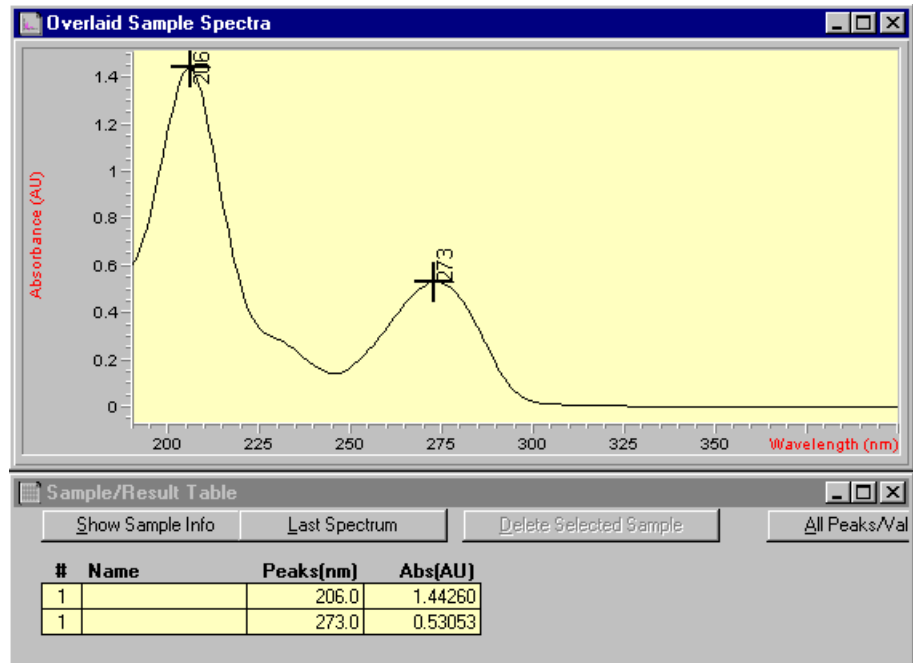 Overlaid Sample Spectra
206
1.4
1.2
1
0.8
0.6
0.4
0.2
0
Absorbance (AU)
273
200 225 250 275 300 325 350 Wavelength (nm)
Sample/Result Table
Show Sample Info Last Spectrum Delete Selected Sample All Peaks/Val
# Name Peaks(nm) Abs(AU)
1 206.0 1.44260
1 273.0 0.53053